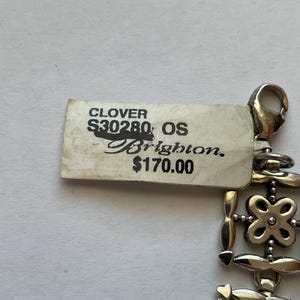 CLOVER
S30280 OS
Brighton.
$170.00